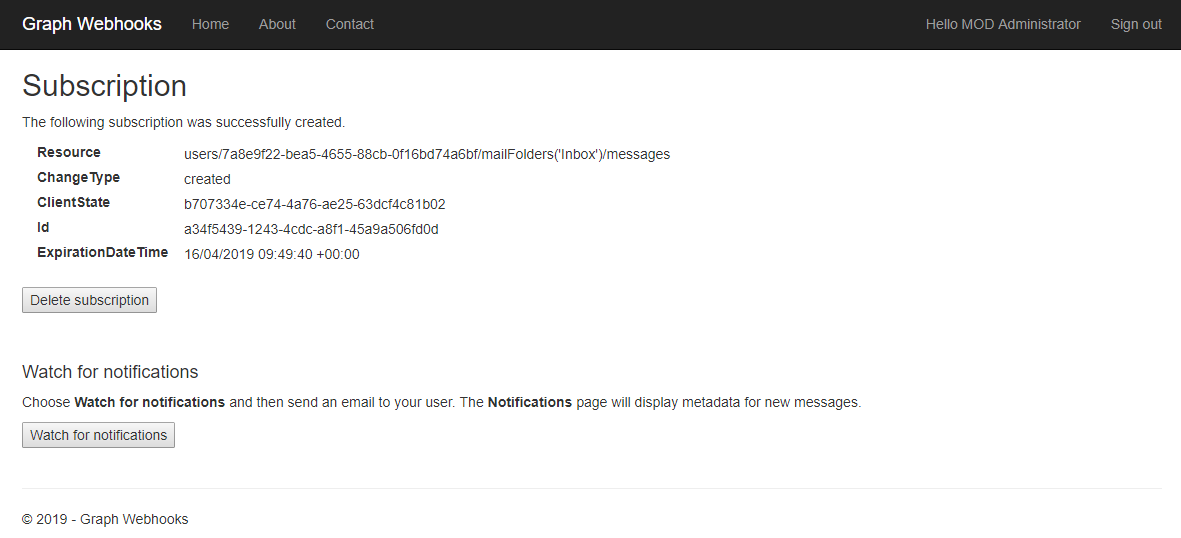 Graph Webhooks Home About Contact Hello MOD Administrator Sign out
Subscription
The following subscription was successfully created.
Resource users/7a8e9f22-bea5-4655-88cb-0f16bd74a6bf/mailFolders('Inbox')/messages
ChangeType created
ClientState b707334e-ce74-4a76-ae25-63dcf4c81b02
Id a34f5439-1243-4cdc-a8f1-45a9a506fd0d
ExpirationDateTime 16/04/2019 09:49:40 +00:00
Delete subscription
Watch for notifications
Choose Watch for notifications and then send an email to your user. The Notifications page will display metadata for new messages.
Watch for notifications
© 2019 - Graph Webhooks